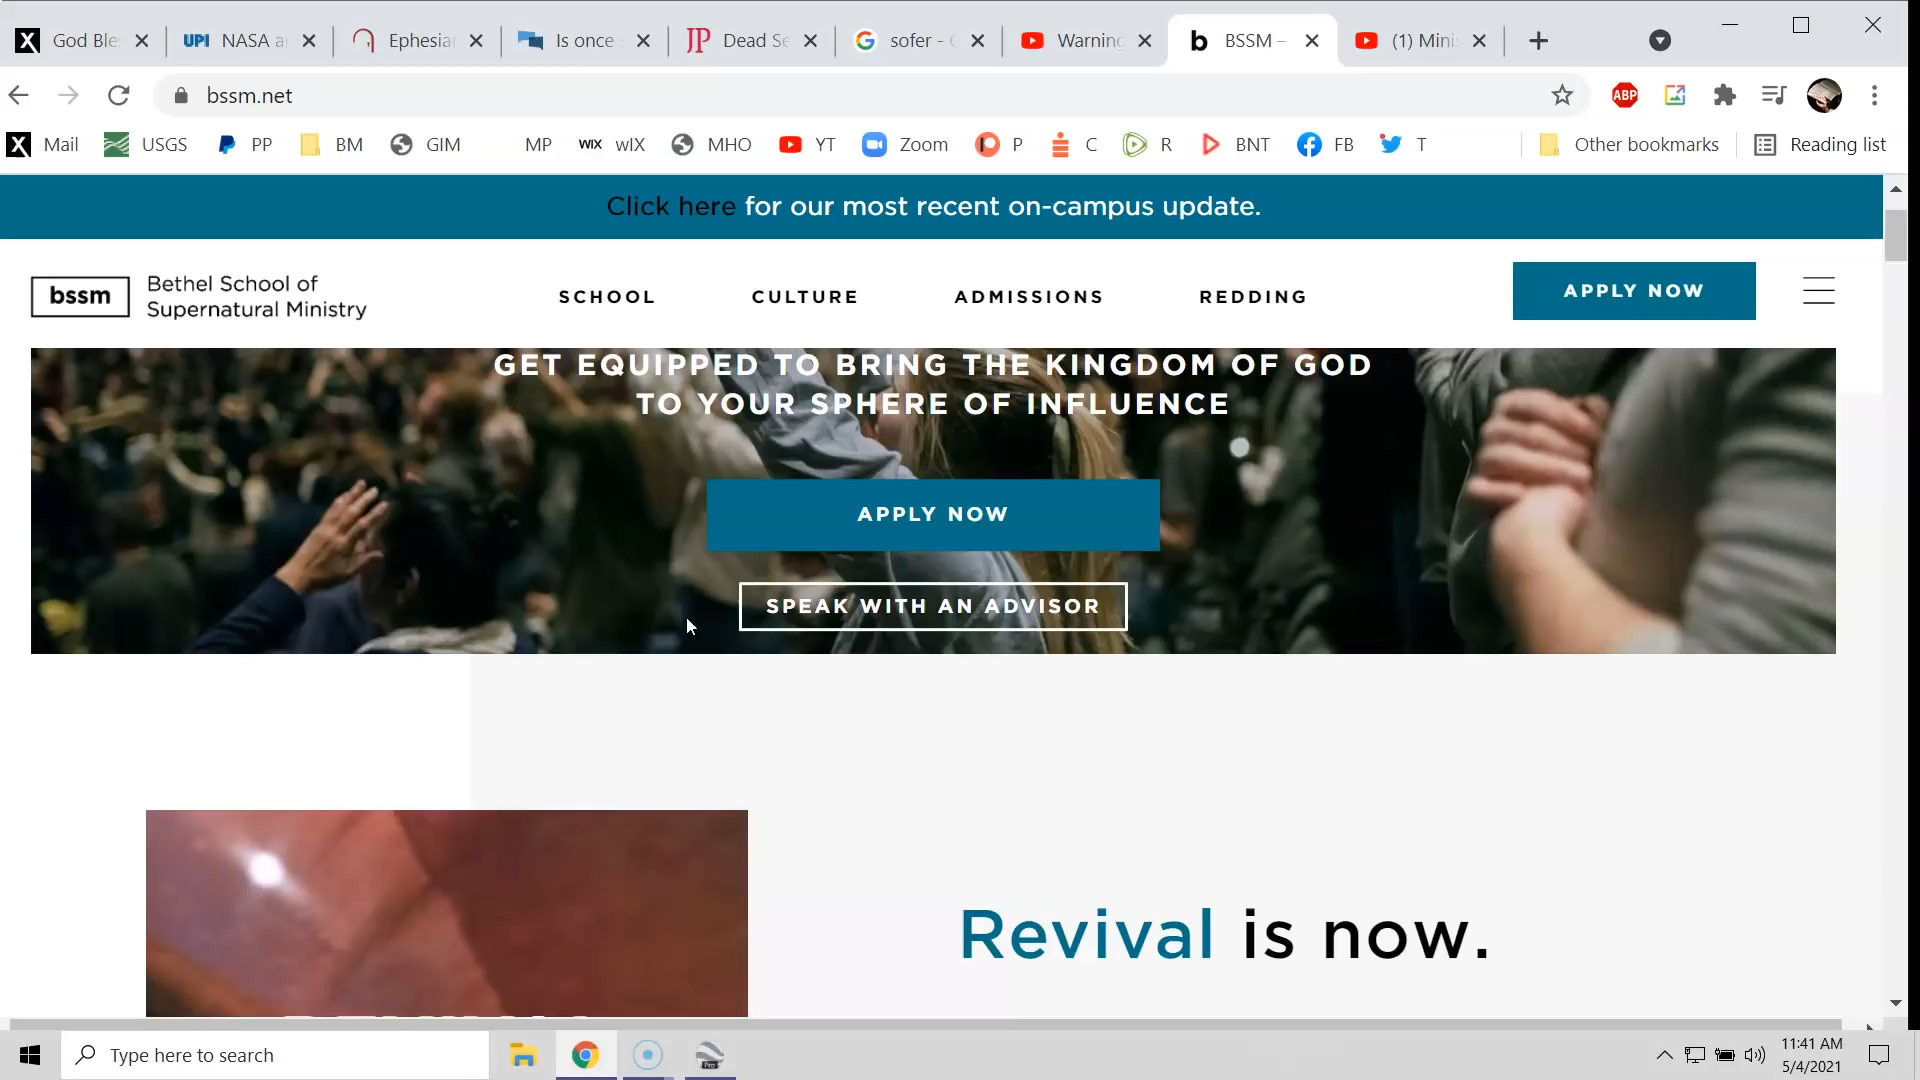 God Ble
UPI NASA a
Ephesia
Is once
JP Dead Se
sofer -
Warning
b BSSM –
(1) Mini
bssm.net
ABP
X Mail
USGS
PP
BM
GIM
MP
WIX wIX
MHO
YT
Zoom
P
C
R
BNT
FB
T
Other bookmarks
Reading list
Click here for our most recent on-campus update.
bssm
Bethel School of
Supernatural Ministry
SCHOOL
CULTURE
ADMISSIONS
REDDING
APPLY NOW
GET EQUIPPED TO BRING THE KINGDOM OF GOD
TO YOUR SPHERE OF INFLUENCE
APPLY NOW
SPEAK WITH AN ADVISOR
Revival is now.
Type here to search
Pro
11:41 AM
5/4/2021